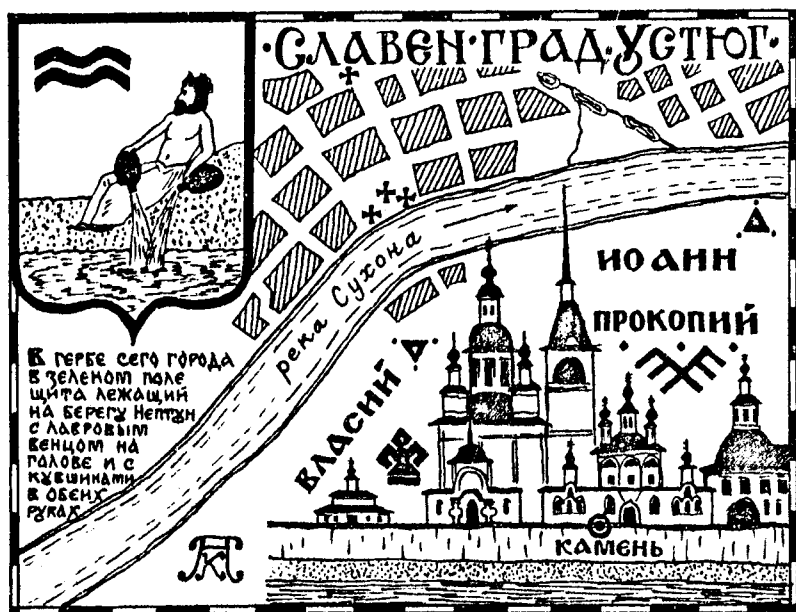 ·СЛАВЕН·ГРАД·УСТЮГ·
ИОАНН
ПРОКОПИЙ
река Сухона
ВЛАСИЙ
В ГЕРБЕ СЕГО ГОРОДА
В ЗЕЛЕНОМ ПОЛЕ
ЩИТА ЛЕЖАЩИЙ
НА БЕРЕГУ НЕПТУН
С ЛАВРОВЫМ
ВЕНЦОМ НА
ГОЛОВЕ И С
КУВШИНАМИ
В ОБЕИХ
РУКАХ
КАМЕНЬ